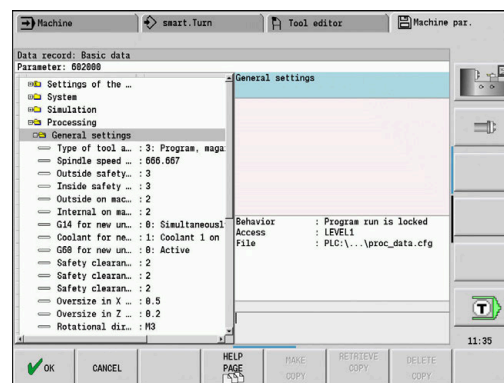 Machine
smart.Turn
Tool editor
Machine par.
Data record: Basic data
Parameter: 602000
Settings of the …
System
Simulation
Processing
General settings
Type of tool a… : 3: Program, maga
Spindle speed … : 666.667
Outside safety… : 3
Inside safety … : 3
Outside on mac… : 2
Internal on ma… : 2
G14 for new un… : 0: Simultaneousl
Coolant for ne… : 1: Coolant 1 on
G60 for new un… : 0: Active
Safety clearan… : 2
Safety clearan… : 2
Safety clearan… : 2
Oversize in X … : 0.5
Oversize in Z … : 0.2
Rotational dir… : M3
General settings
Behavior : Program run is locked
Access : LEVEL1
File : PLC:\...\proc_data.cfg
T
11:35
OK
CANCEL
HELP PAGE
MAKE COPY
RETRIEVE COPY
DELETE COPY